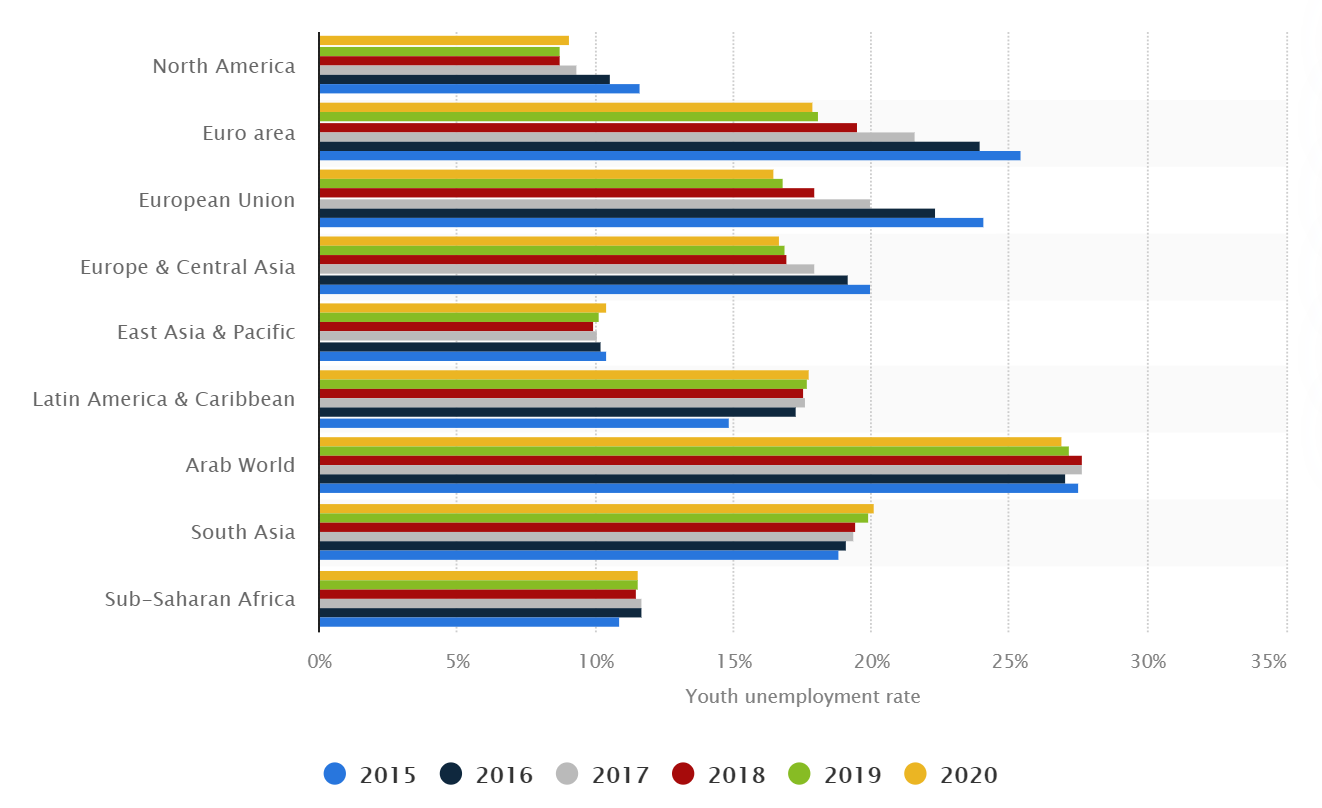 North America
Euro area
European Union
Europe & Central Asia
East Asia & Pacific
Latin America & Caribbean
Arab World
South Asia
Sub-Saharan Africa
0% 5% 10% 15% 20% 25% 30% 35%
Youth unemployment rate
2015 2016 2017 2018 2019 2020